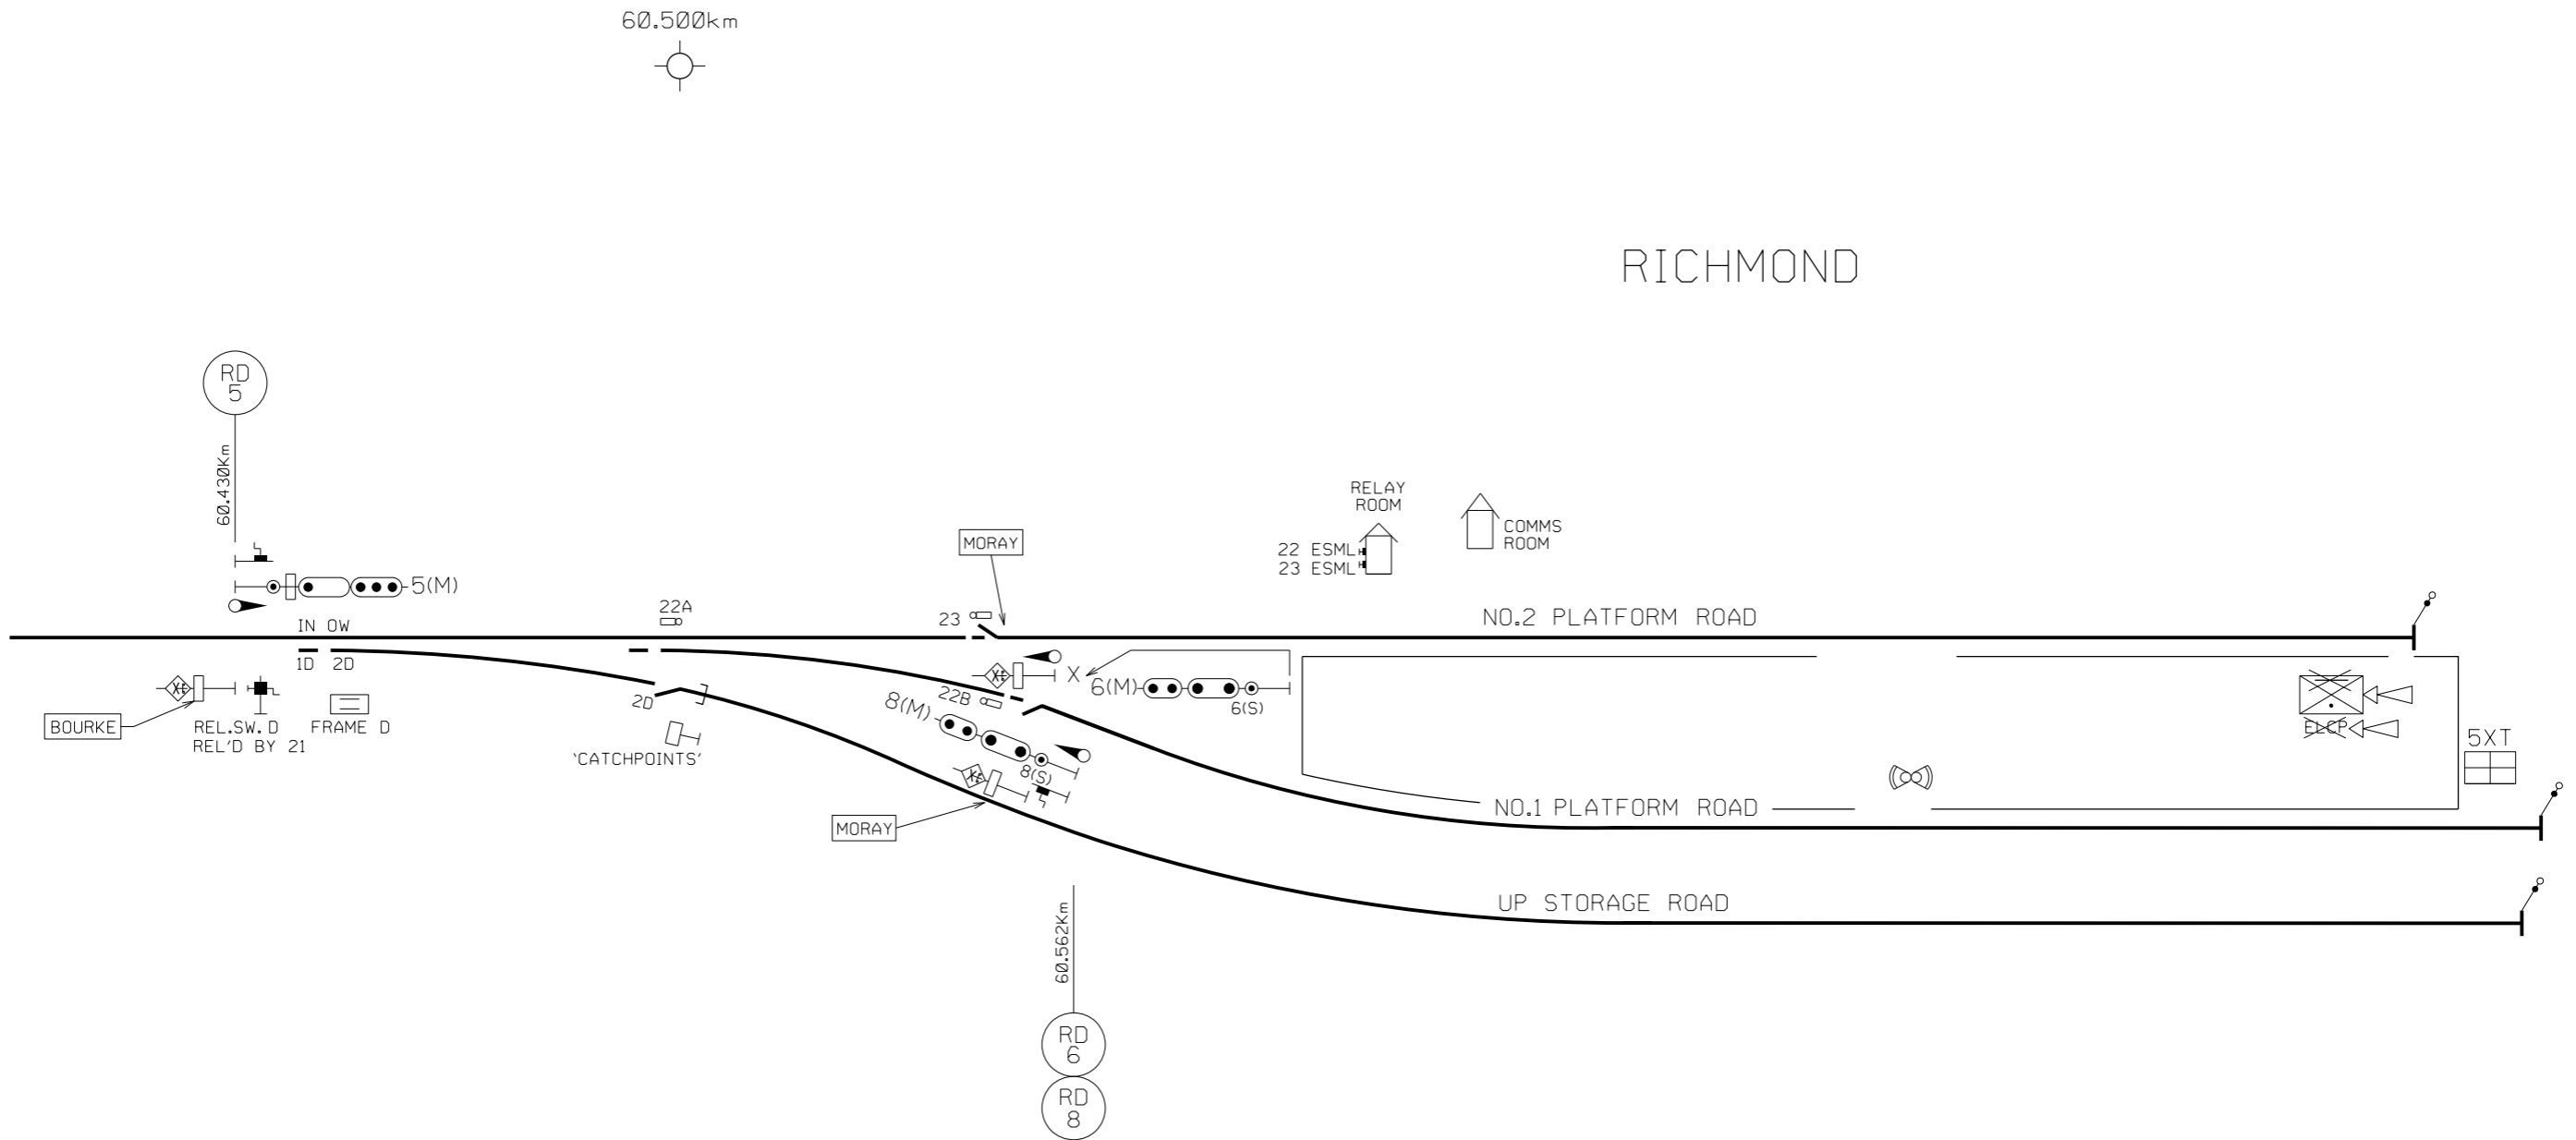 60.500km
RICHMOND
RD
5
60.430Km
5(M)
IN OW
1D 2D
BOURKE
REL.SW.D
REL'D BY 21
FRAME D
22A
2D
'CATCHPOINTS'
23
MORAY
22B
X
6(M)
6(S)
8(M)
8(S)
MORAY
RELAY
ROOM
22 ESML
23 ESML
COMMS
ROOM
NO.2 PLATFORM ROAD
NO.1 PLATFORM ROAD
UP STORAGE ROAD
ELCP
5XT
60.562Km
RD
6
RD
8